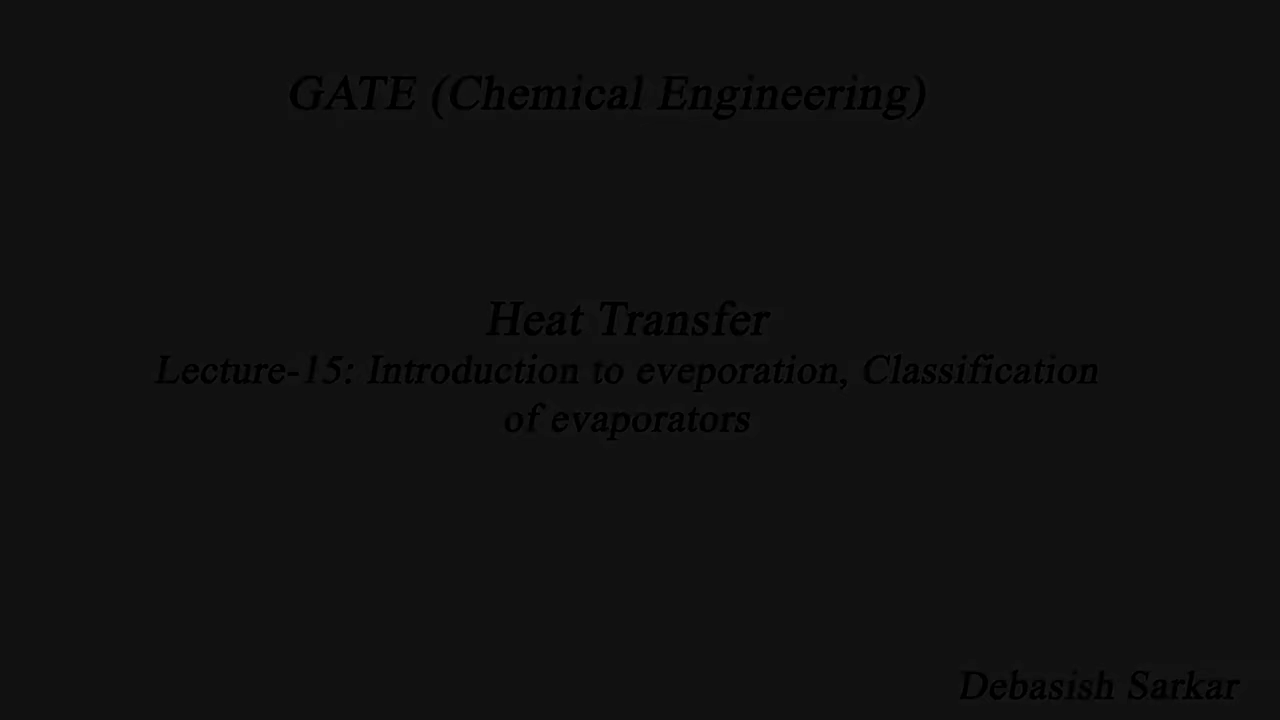 GATE (Chemical Engineering)
Heat Transfer
Lecture-15: Introduction to eveporation, Classification
of evaporators
Debasish Sarkar